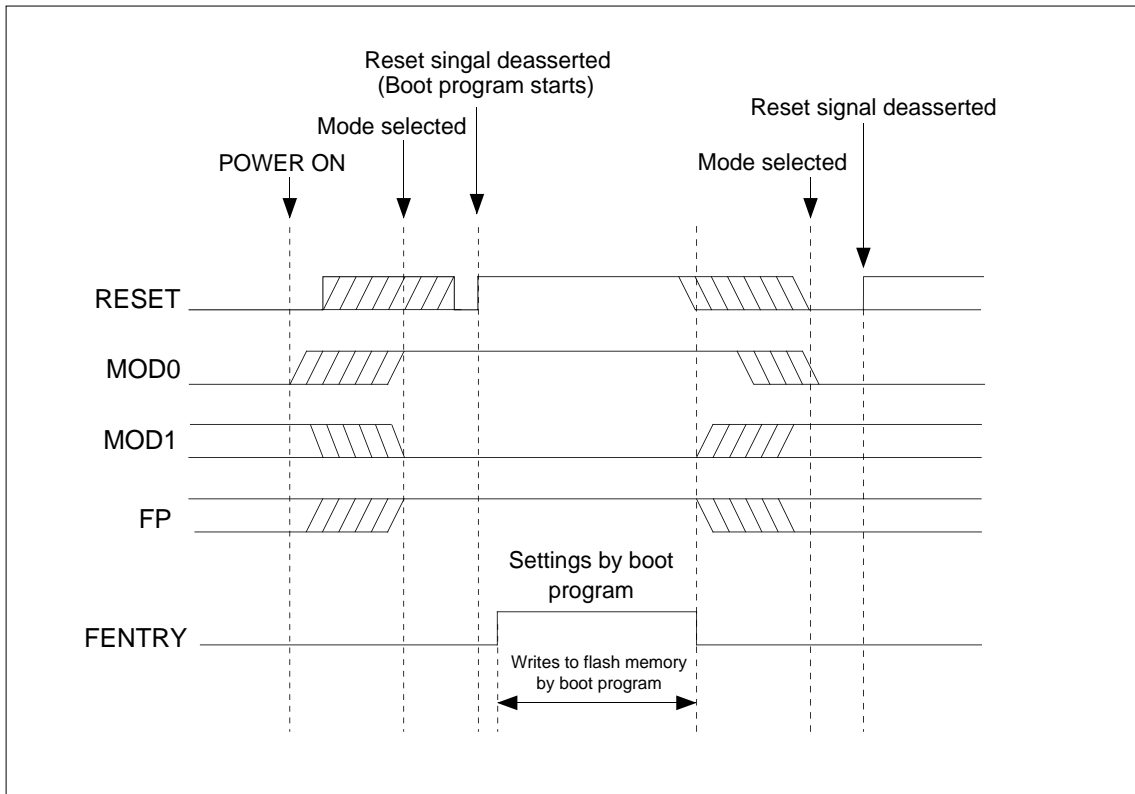 Reset singal deasserted
(Boot program starts)
Reset signal deasserted
Mode selected
Mode selected
POWER ON
RESET
MOD0
MOD1
FP
Settings by boot
program
FENTRY
Writes to flash memory
by boot program